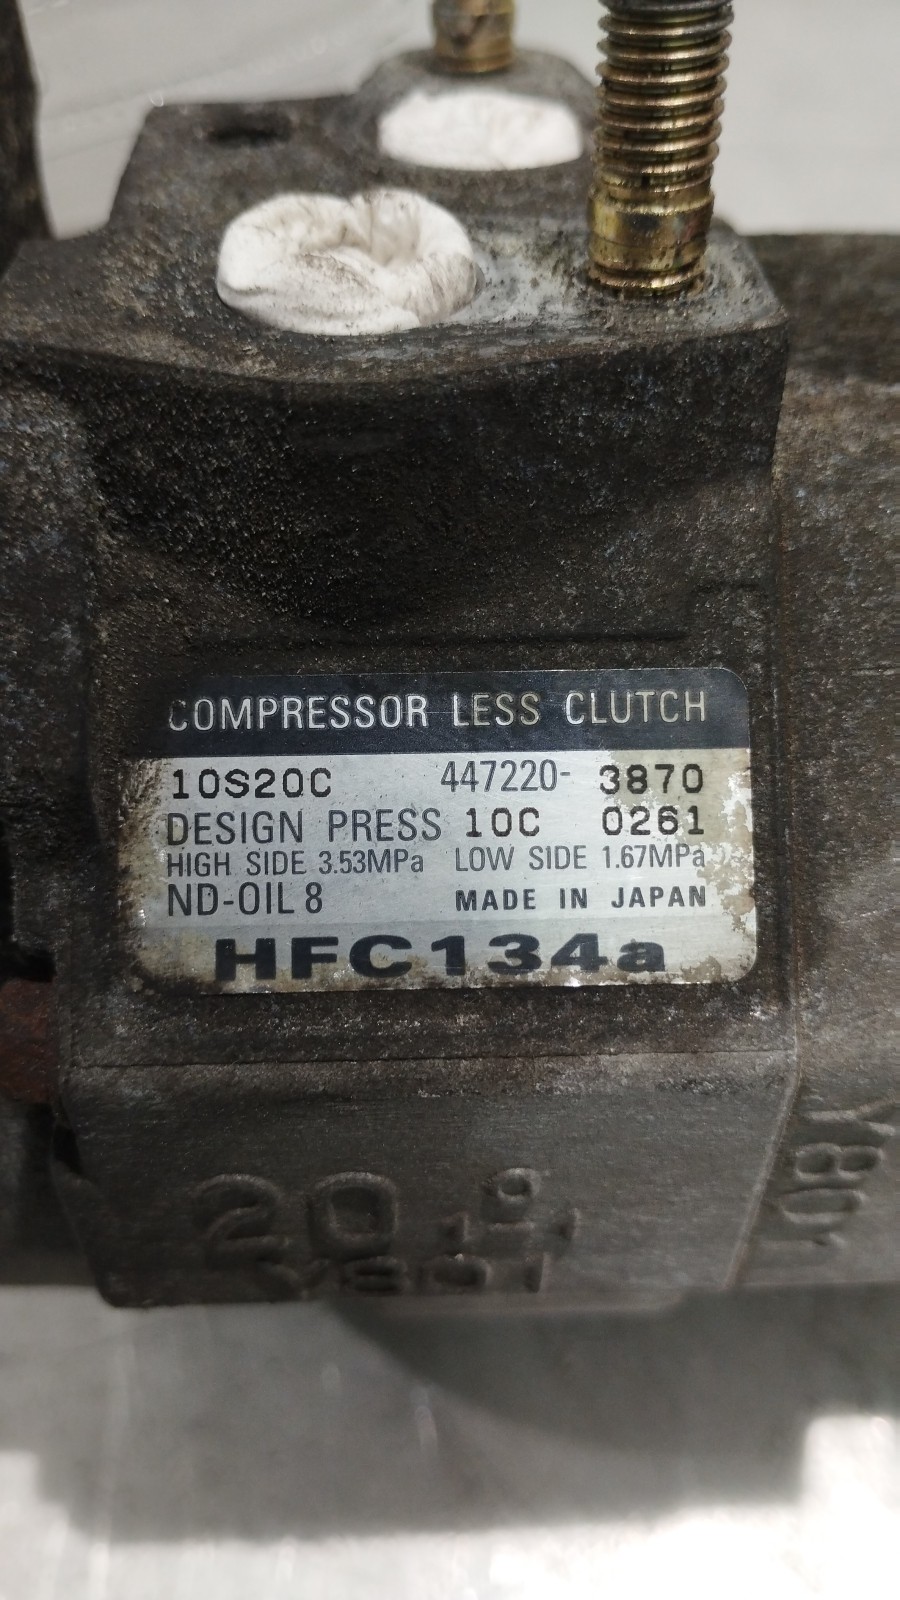 COMPRESSOR LESS CLUTCH
10S20C 447220- 3870
DESIGN PRESS 10C 0261
HIGH SIDE 3.53MPa LOW SIDE 1.67MPa
ND-OIL 8 MADE IN JAPAN
HFC134a
20